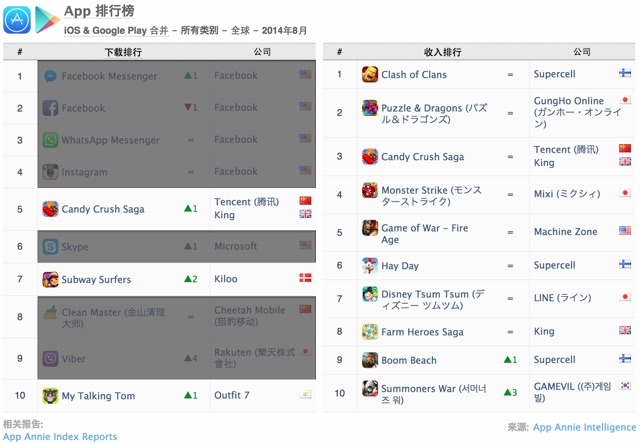 App 排行榜
iOS & Google Play 合并 – 所有类别 – 全球 – 2014年8月
# 下载排行 公司
1 Facebook Messenger ▲1 Facebook
2 Facebook ▼1 Facebook
3 WhatsApp Messenger = Facebook
4 Instagram = Facebook
5 Candy Crush Saga ▲1 Tencent (腾讯)
King
6 Skype ▲1 Microsoft
7 Subway Surfers ▲2 Kiloo
8 Clean Master (金山清理
大师) = Cheetah Mobile
(猎豹移动)
9 Viber ▲4 Rakuten (樂天株式
會社)
10 My Talking Tom ▲1 Outfit 7
相关报告:
App Annie Index Reports
# 收入排行 公司
1 Clash of Clans = Supercell
2 Puzzle & Dragons (パズ
ル＆ドラゴンズ) = GungHo Online
(ガンホー・オンライ
ン)
3 Candy Crush Saga = Tencent (腾讯)
King
4 Monster Strike (モンス
ターストライク) = Mixi (ミクシィ)
5 Game of War - Fire
Age = Machine Zone
6 Hay Day = Supercell
7 Disney Tsum Tsum (デ
ィズニー ツムツム) = LINE (ライン)
8 Farm Heroes Saga = King
9 Boom Beach ▲1 Supercell
10 Summoners War (서머너
즈 워) ▲3 GAMEVIL ((주)게임
빌)
来源: App Annie Intelligence